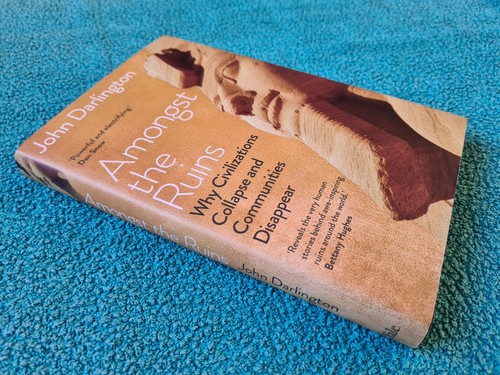 John Darlington
'Powerful and electrifying'
Dan Snow
Amongst
the
Ruins
Why Civilizations
Collapse and
Communities
Disappear
'Reveals the very human
stories behind awe-inspiring
ruins around the world.'
Bettany Hughes
Amongst the Ruins
John Darlington